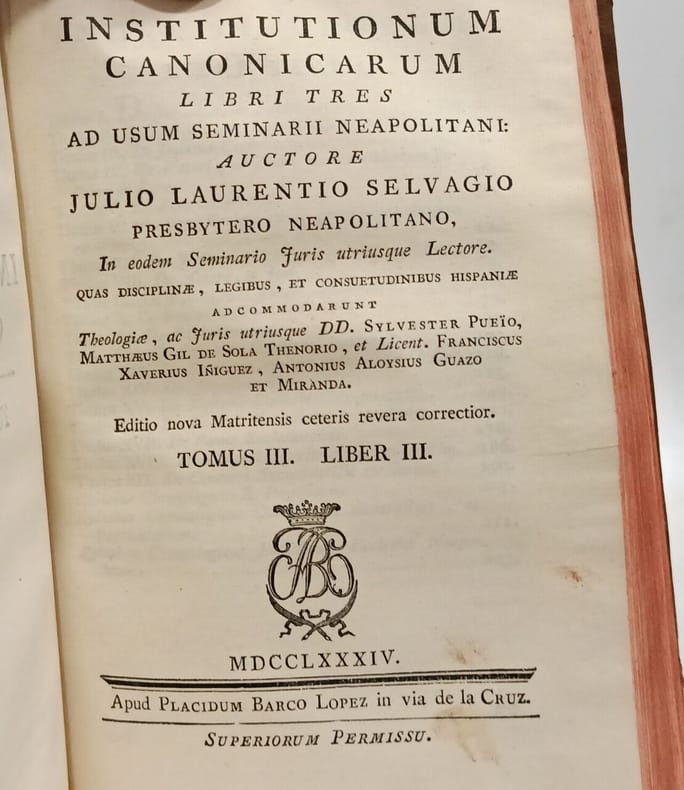 INSTITUTIONUM
CANONICARUM
LIBRI TRES
AD USUM SEMINARII NEAPOLITANI:
AUCTORE
JULIO LAURENTIO SELVAGIO
PRESBYTERO NEAPOLITANO,
In eodem Seminario Juris utriusque Lectore.
QUAS DISCIPLINÆ, LEGIBUS, ET CONSUETUDINIBUS HISPANIÆ
ADCOMMODARUNT
Theologiæ, ac Juris utriusque DD. SYLVESTER PUEÏO,
MATTHÆUS GIL DE SOLA THENORIO, et Licent. FRANCISCUS
XAVERIUS IÑIGUEZ, ANTONIUS ALOYSIUS GUAZO
ET MIRANDA.
Editio nova Matritensis ceteris revera correctior.
TOMUS III. LIBER III.
MDCCLXXXIV.
Apud PLACIDUM BARCO LOPEZ in via de la CRUZ.
SUPERIORUM PERMISSU.